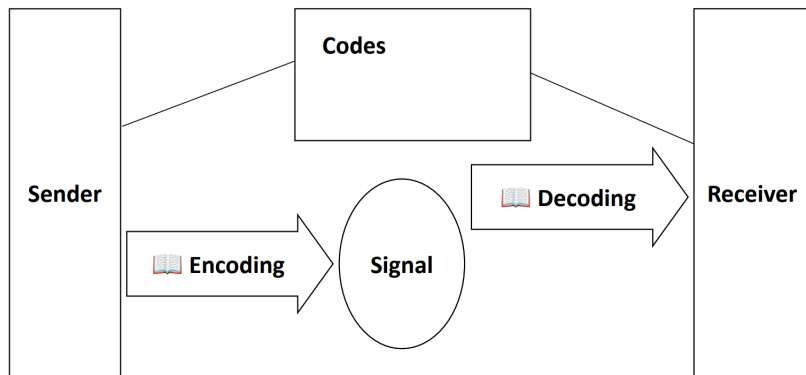 Codes
Sender
📖 Decoding
Receiver
📖 Encoding
Signal